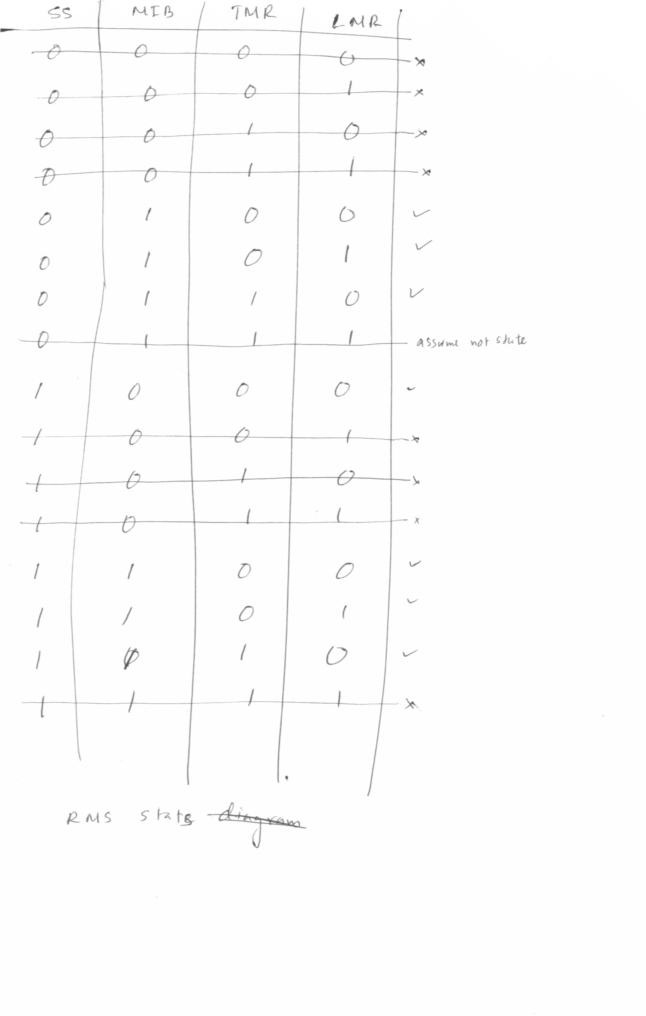 SS MIB TMR LMR
0 0 0 0 x
0 0 0 1 x
0 0 1 0 x
0 0 1 1 x
0 1 0 0 ✓
0 1 0 1 ✓
0 1 1 0 ✓
0 1 1 1 assume not state
1 0 0 0 ✓
1 0 0 1 x
1 0 1 0 x
1 0 1 1 x
1 1 0 0 ✓
1 1 0 1 ✓
1 1 1 0 ✓
1 1 1 1 x
RMS states diagram